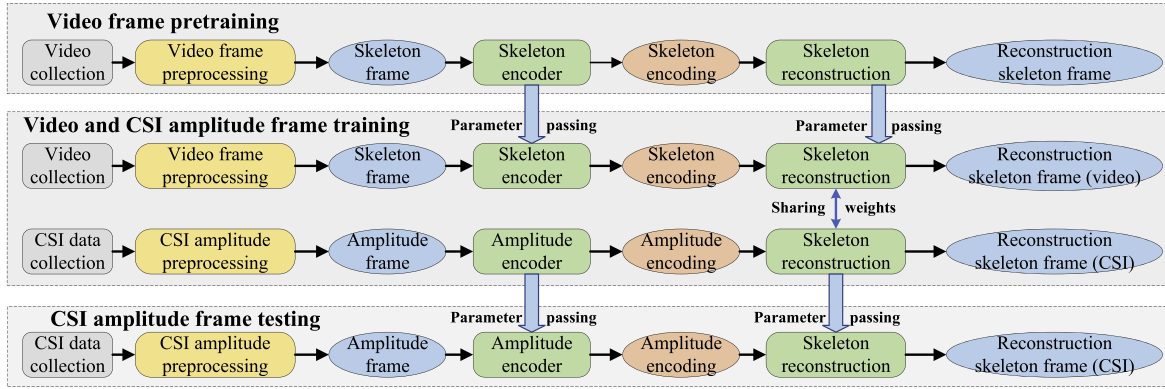 Video frame pretraining
Video
collection
Video frame
preprocessing
Skeleton
frame
Skeleton
encoder
Skeleton
encoding
Skeleton
reconstruction
Reconstruction
skeleton frame
Parameter passing
Parameter passing
Video and CSI amplitude frame training
Video
collection
Video frame
preprocessing
Skeleton
frame
Skeleton
encoder
Skeleton
encoding
Skeleton
reconstruction
Reconstruction
skeleton frame (video)
Sharing weights
CSI data
collection
CSI amplitude
preprocessing
Amplitude
frame
Amplitude
encoder
Amplitude
encoding
Skeleton
reconstruction
Reconstruction
skeleton frame (CSI)
Parameter passing
Parameter passing
CSI amplitude frame testing
CSI data
collection
CSI amplitude
preprocessing
Amplitude
frame
Amplitude
encoder
Amplitude
encoding
Skeleton
reconstruction
Reconstruction
skeleton frame (CSI)